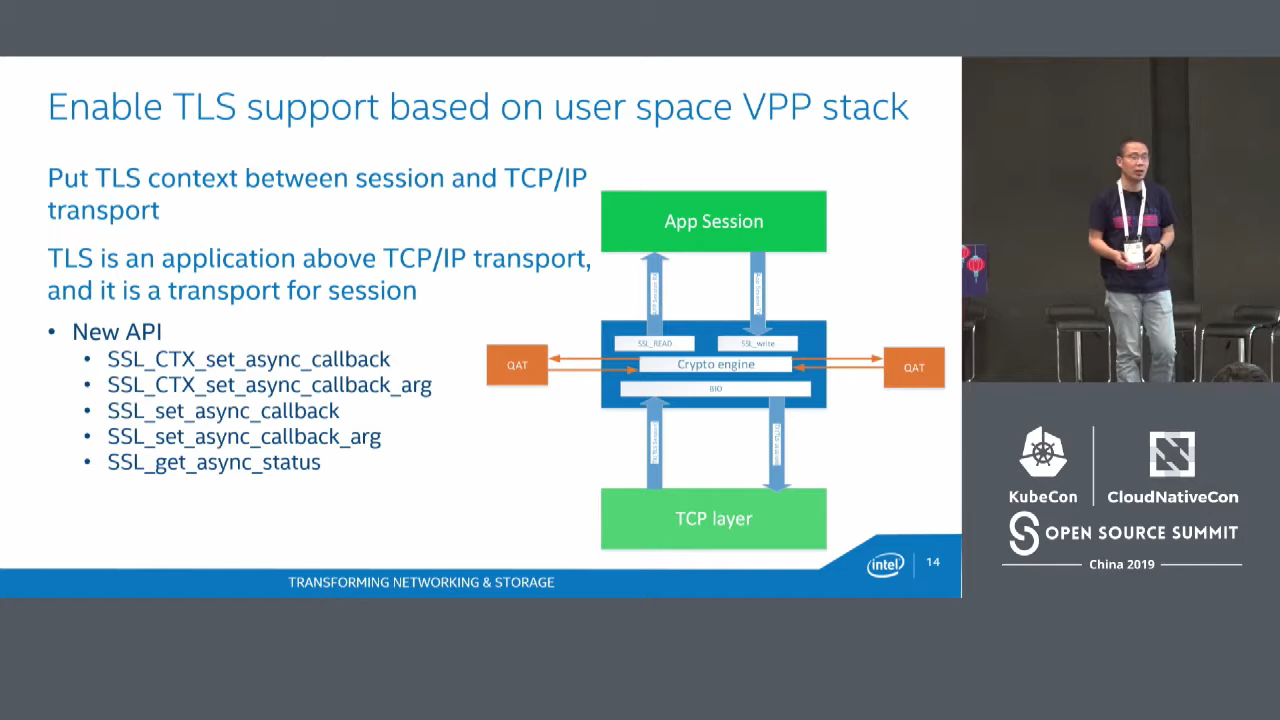 Enable TLS support based on user space VPP stack
Put TLS context between session and TCP/IP
transport
TLS is an application above TCP/IP transport,
and it is a transport for session
• New API
• SSL_CTX_set_async_callback
• SSL_CTX_set_async_callback_arg
• SSL_set_async_callback
• SSL_set_async_callback_arg
• SSL_get_async_status
App Session
SSL_READ
SSL_write
QAT
Crypto engine
QAT
BIO
TCP layer
TRANSFORMING NETWORKING & STORAGE
intel
14
KubeCon
CloudNativeCon
OPEN SOURCE SUMMIT
China 2019